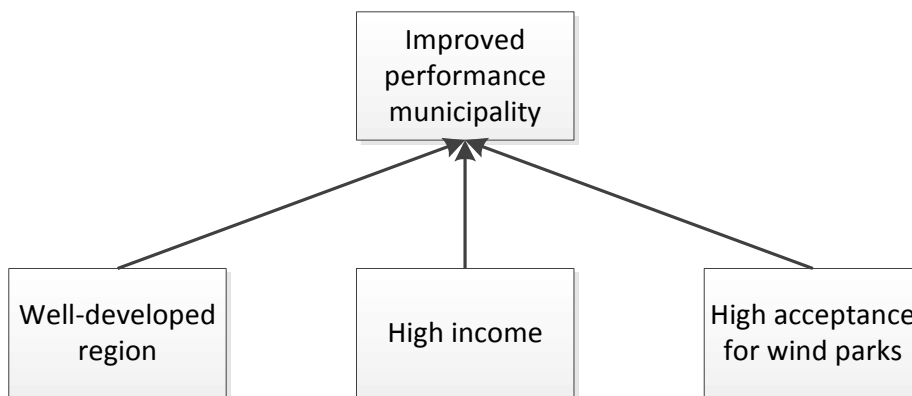 Improved
performance
municipality
Well-developed
region
High income
High acceptance
for wind parks